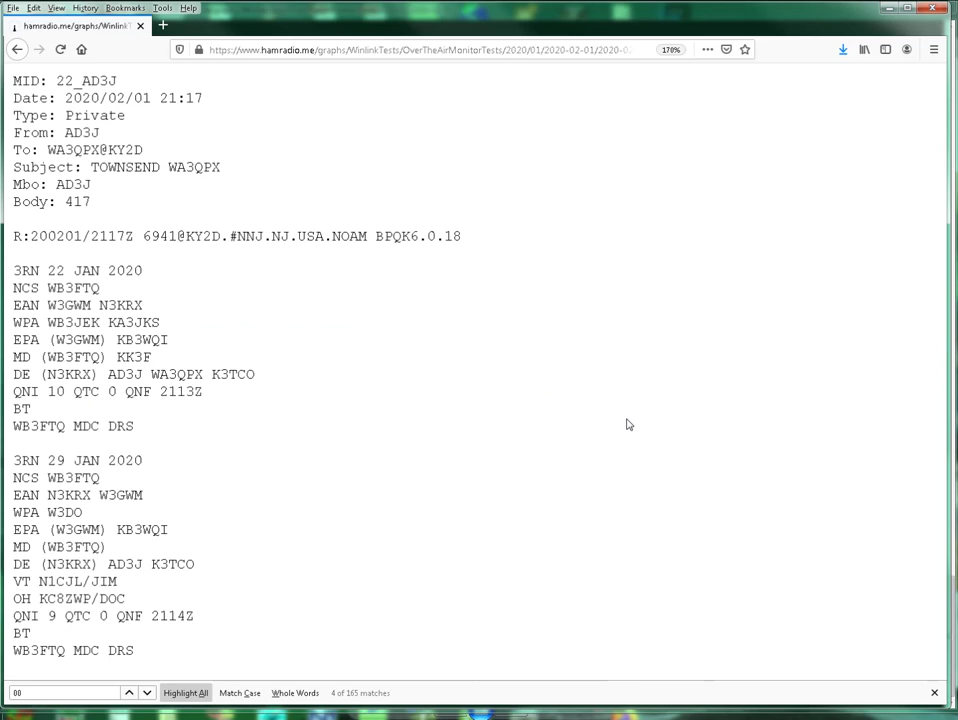 File Edit View History Bookmarks Tools Help
hamradio.me/graphs/Winlink
https://www.hamradio.me/graphs/WinlinkTests/OverTheAirMonitorTests/2020/01/2020-02-01/2020-0 170%
MID: 22_AD3J
Date: 2020/02/01 21:17
Type: Private
From: AD3J
To: WA3QPX@KY2D
Subject: TOWNSEND WA3QPX
Mbo: AD3J
Body: 417
R:200201/2117Z 6941@KY2D.#NNJ.NJ.USA.NOAM BPQK6.0.18
3RN 22 JAN 2020
NCS WB3FTQ
EAN W3GWM N3KRX
WPA WB3JEK KA3JKS
EPA (W3GWM) KB3WQI
MD (WB3FTQ) KK3F
DE (N3KRX) AD3J WA3QPX K3TCO
QNI 10 QTC 0 QNF 2113Z
BT
WB3FTQ MDC DRS
3RN 29 JAN 2020
NCS WB3FTQ
EAN N3KRX W3GWM
WPA W3DO
EPA (W3GWM) KB3WQI
MD (WB3FTQ)
DE (N3KRX) AD3J K3TCO
VT N1CJL/JIM
OH KC8ZWP/DOC
QNI 9 QTC 0 QNF 2114Z
BT
WB3FTQ MDC DRS
00 Highlight All Match Case Whole Words 4 of 165 matches